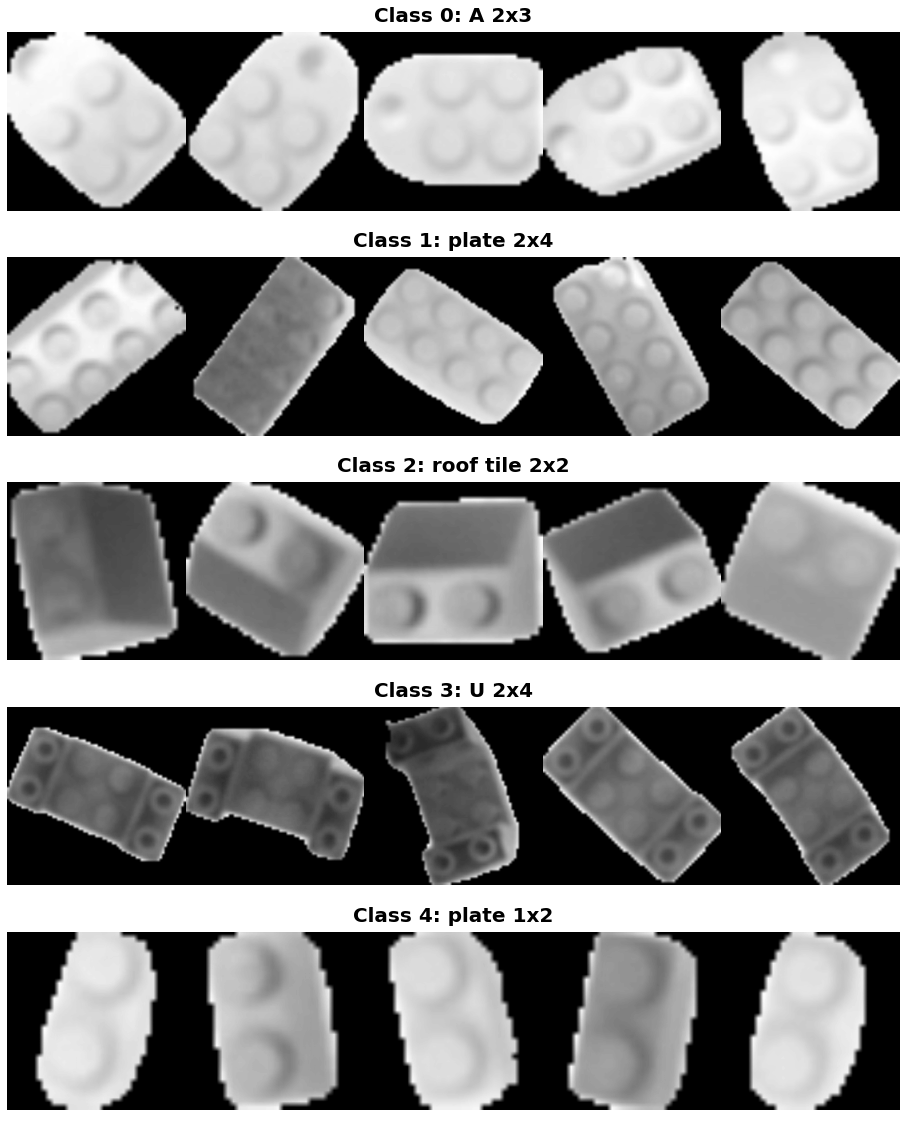 Class 0: A 2x3
Class 1: plate 2x4
Class 2: roof tile 2x2
Class 3: U 2x4
Class 4: plate 1x2